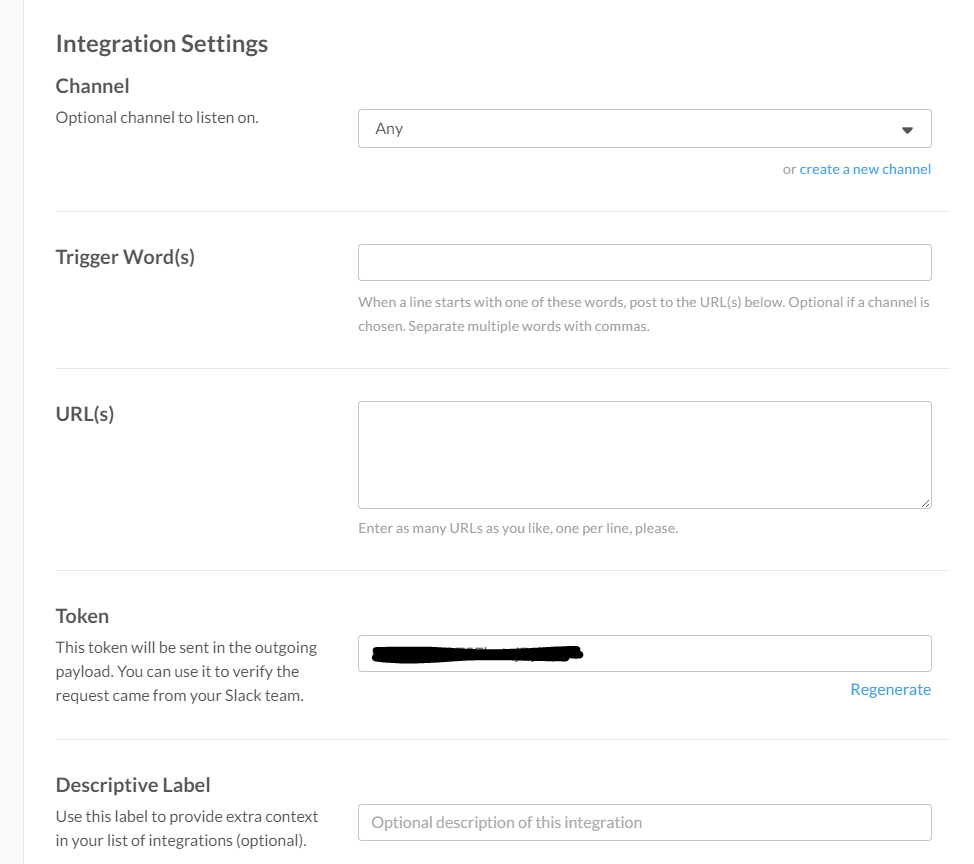 Integration Settings
Channel
Optional channel to listen on.
Any
or create a new channel
Trigger Word(s)
When a line starts with one of these words, post to the URL(s) below. Optional if a channel is
chosen. Separate multiple words with commas.
URL(s)
Enter as many URLs as you like, one per line, please.
Token
This token will be sent in the outgoing
payload. You can use it to verify the
request came from your Slack team.
Regenerate
Descriptive Label
Use this label to provide extra context
in your list of integrations (optional).
Optional description of this integration